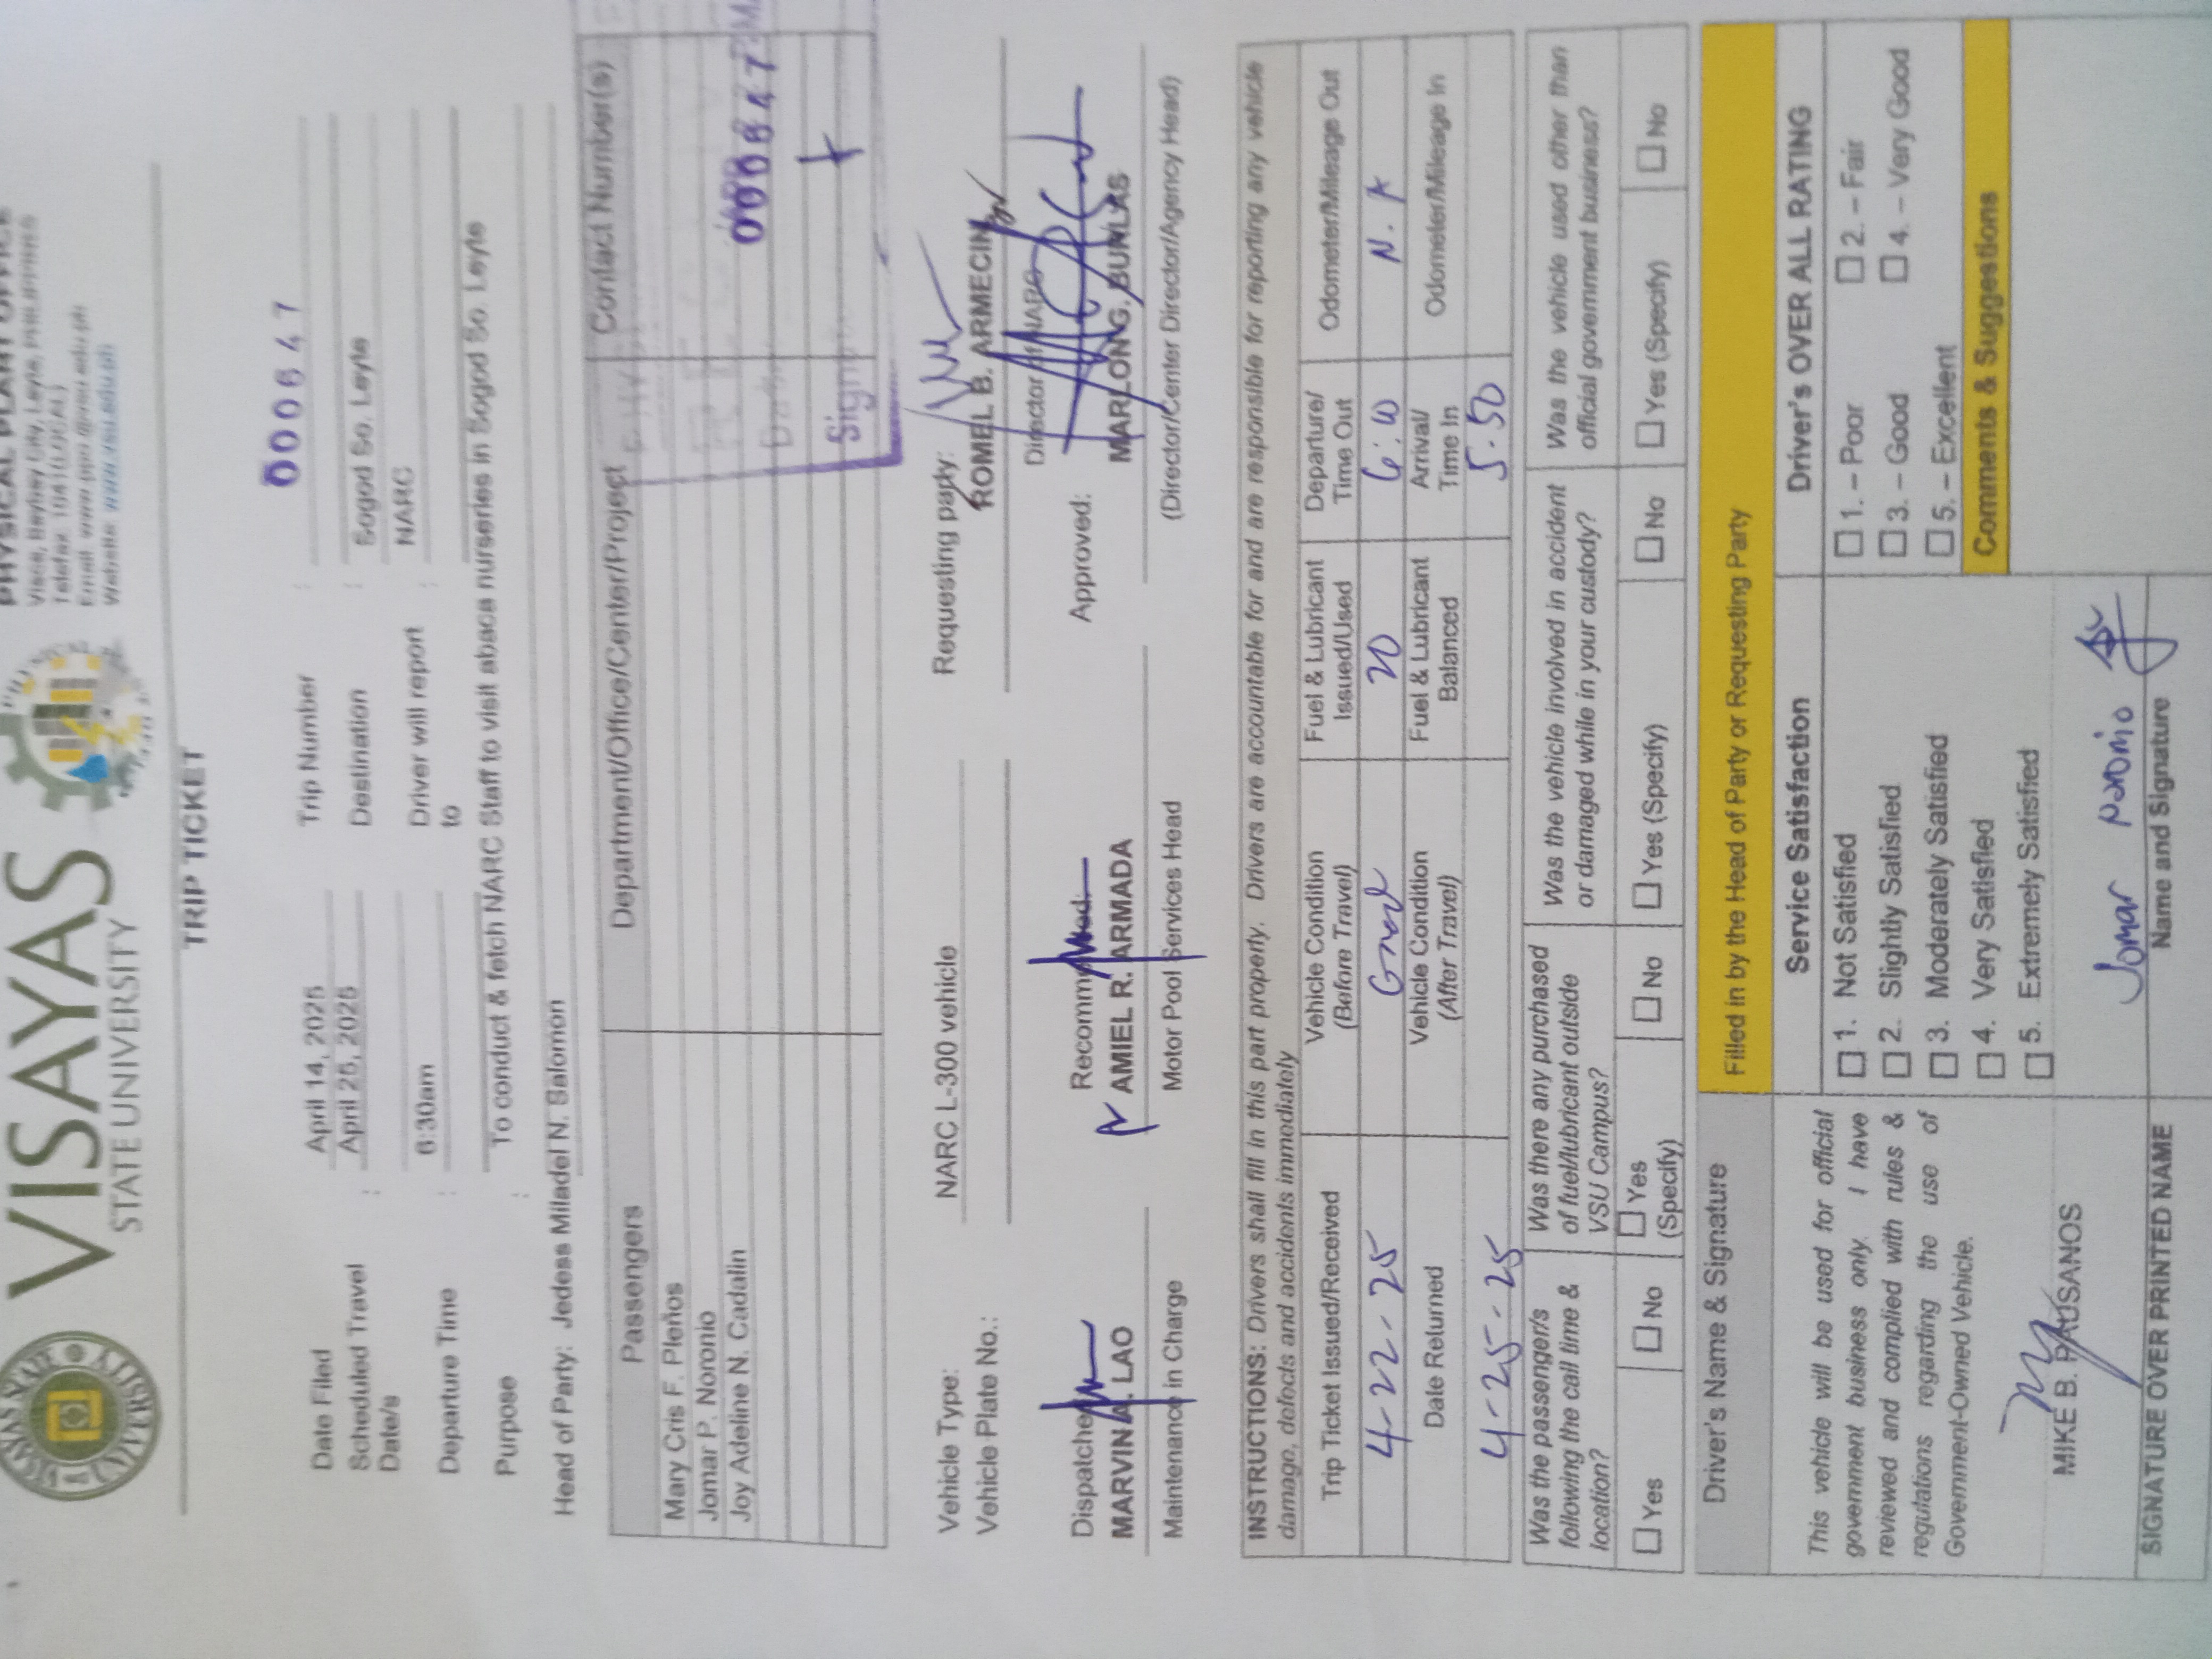 PHYSICAL PLANT OFFICE
Visca, Baybay City, Leyte, PHILIPPINES
Website: www.vsu.edu.ph
VISAYAS
STATE UNIVERSITY
TRIP TICKET
Date Filed : April 14, 2025 Trip Number : 000647
Scheduled Travel Date/s : April 25, 2025 Destination : Sogod So. Leyte
Departure Time : 6:30am Driver will report to : NARC
Purpose : To conduct & fetch NARC Staff to visit abaca nurseries in Sogod So. Leyte
Head of Party: Jedess Miladel N. Salomon
Passengers Department/Office/Center/Project Contact Number(s)
Mary Cris F. Pleños
Jomar P. Noronio
Joy Adeline N. Cadalin
000647
Vehicle Type: NARC L-300 vehicle Requesting party:
Vehicle Plate No.: ROMEL B. ARMECIN
Director of NARC
Dispatcher Approved:
MARVIN A. LAO AMIEL R. ARMADA MARLON G. BURLAS
Maintenance in Charge Motor Pool Services Head (Director/Center Director/Agency Head)
INSTRUCTIONS: Drivers shall fill in this part property. Drivers are accountable for and are responsible for reporting any vehicle
damage, defects and accidents immediately
Trip Ticket Issued/Received Vehicle Condition (Before Travel) Fuel & Lubricant Issued/Used Departure/ Time Out Odometer/Mileage Out
4-22-25 Good 20 N.A
Date Returned Vehicle Condition (After Travel) Fuel & Lubricant Balanced Arrival/ Time In Odometer/Mileage In
4-25-25 5.50
Was the passenger/s following the call time & location? Was there any purchased of fuel/lubricant outside VSU Campus? Was the vehicle involved in accident or damaged while in your custody? Was the vehicle used other than official government business?
Yes No Yes (Specify) No Yes (Specify) No Yes (Specify) No
Driver's Name & Signature Filled in by the Head of Party or Requesting Party
This vehicle will be used for official
government business only. I have
reviewed and complied with rules &
regulations regarding the use of
Government-Owned Vehicle.
MIKE B. PAUSANOS
SIGNATURE OVER PRINTED NAME
Service Satisfaction
1. Not Satisfied
2. Slightly Satisfied
3. Moderately Satisfied
4. Very Satisfied
5. Extremely Satisfied
Jomar Noronio
Name and Signature
Driver's OVER ALL RATING
1. – Poor 2. – Fair
3. – Good 4. – Very Good
5. – Excellent
Comments & Suggestions